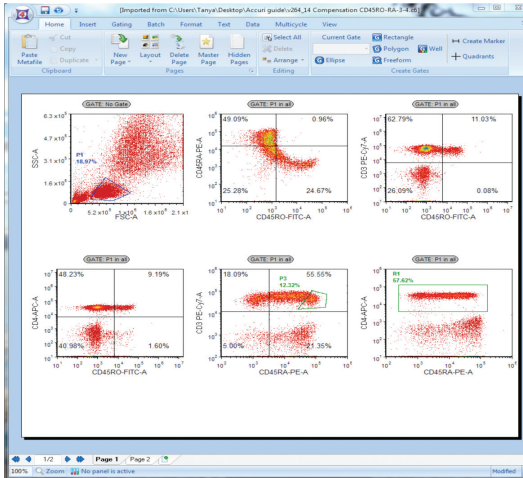 [Imported from C:\Users\Tanya\Desktop\Accuri guide\v264_14 Compensation CD45RO-RA-3-4.c6]
Home Insert Gating Batch Format Text Data Multicycle View
Paste Metafile
Cut
Copy
Duplicate
Clipboard
New Page
Layout
Delete Page
Master Page
Hidden Pages
Pages
Select All
Delete
Arrange
Editing
Current Gate
Ellipse
Rectangle
Polygon
Well
Freeform
Create Gates
Create Marker
Quadrants
GATE: No Gate
SSC-A
P1
18.97%
FSC-A
GATE: P1 in all
49.09% 0.96%
CD45RA-PE-A
25.28% 24.67%
CD45RO-FITC-A
GATE: P1 in all
62.79% 11.03%
CD3 PE-Cy7-A
26.09% 0.08%
CD45RO-FITC-A
GATE: P1 in all
48.23% 9.19%
CD4-APC-A
40.98% 1.60%
CD45RO-FITC-A
GATE: P1 in all
18.09% 55.55%
P3
12.32%
CD3 PE-Cy7-A
5.00% 21.35%
CD45RA-PE-A
GATE: P1 in all
R1
57.62%
CD4-APC-A
CD45RA-PE-A
1/2 Page 1 Page 2
100% Zoom No panel is active Modified